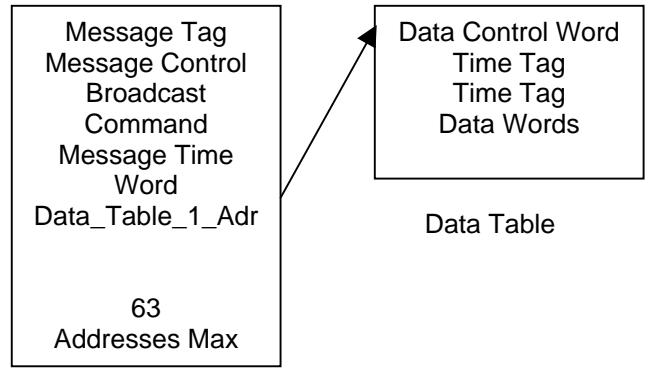 Message Tag
Message Control
Broadcast
Command
Message Time
Word
Data_Table_1_Adr
63
Addresses Max
Data Control Word
Time Tag
Time Tag
Data Words
Data Table